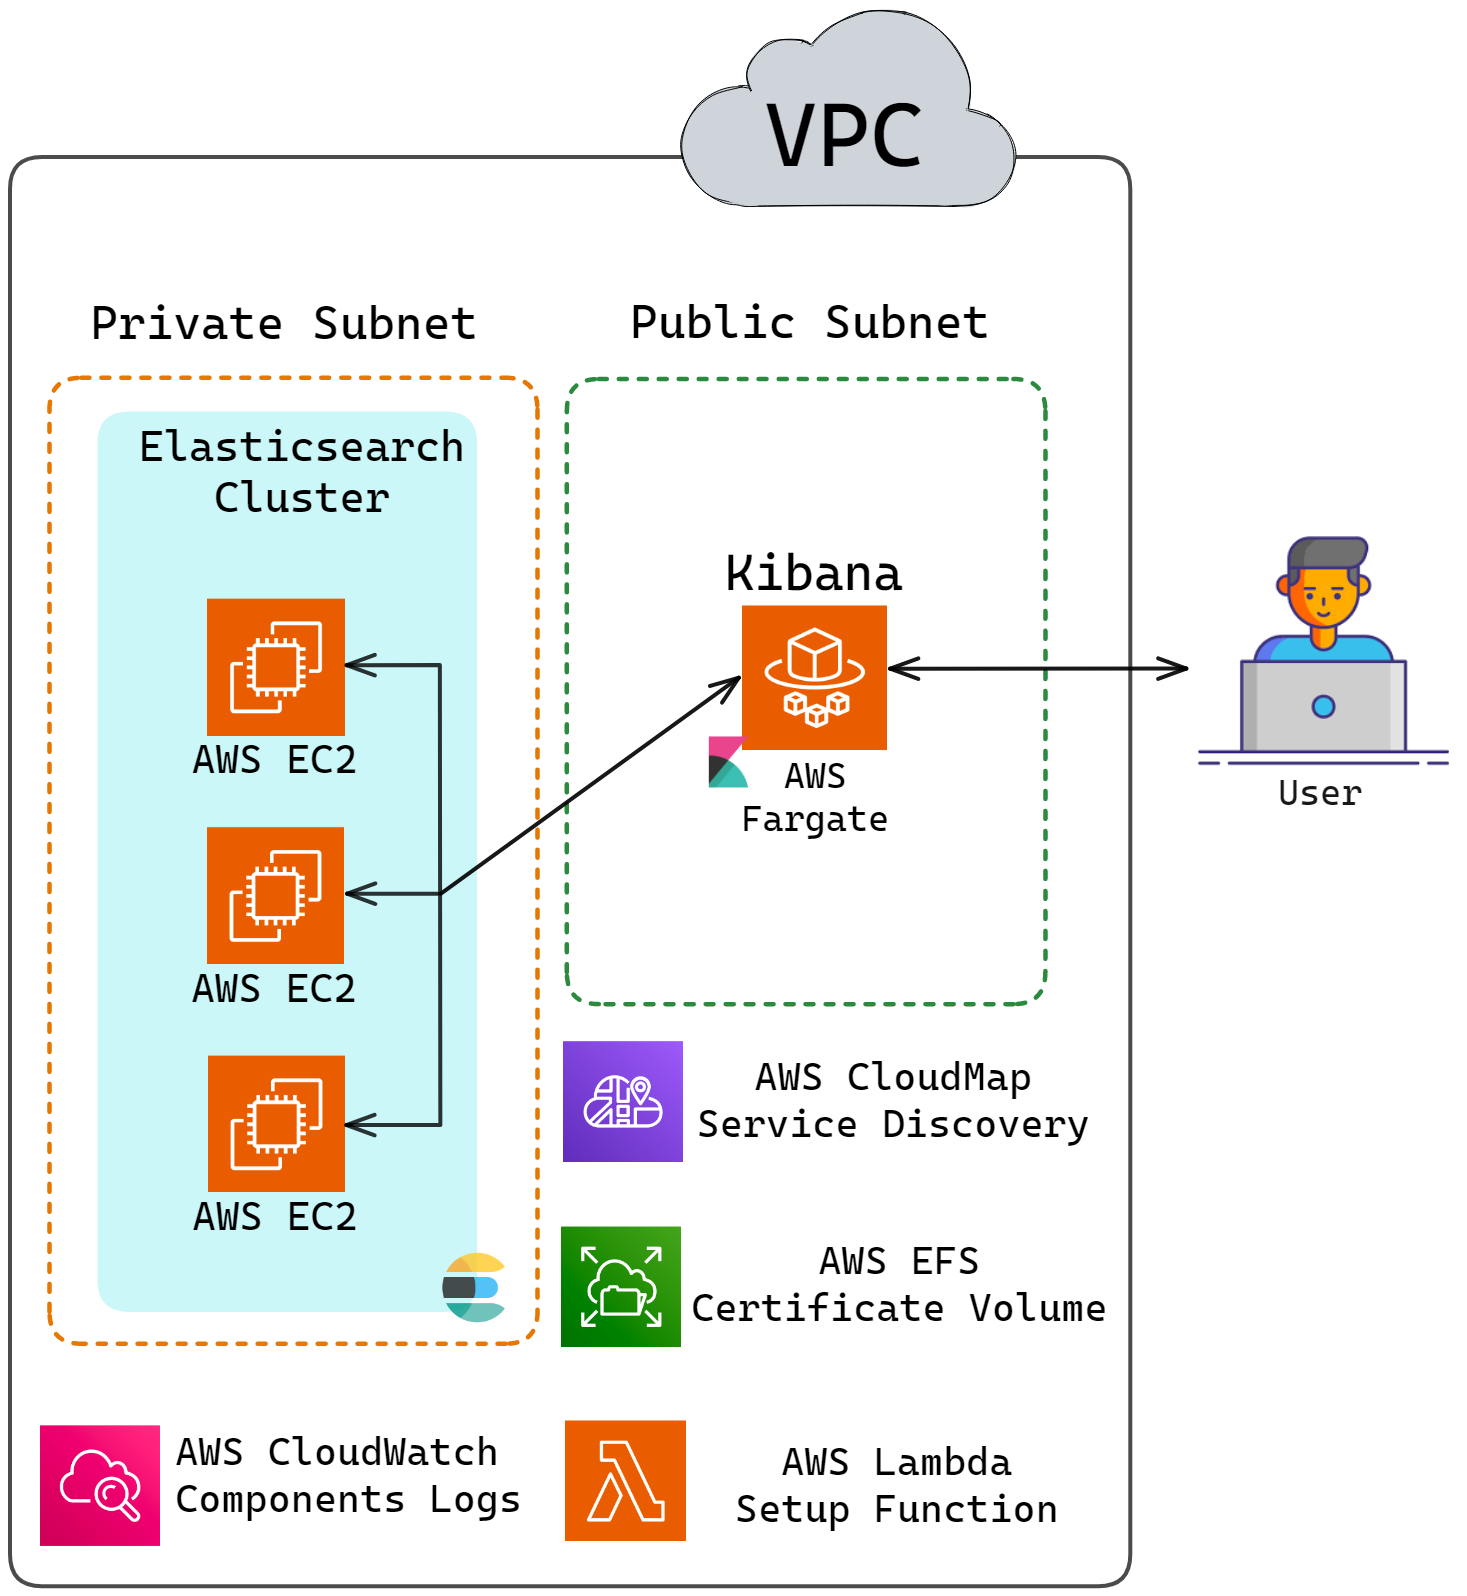 VPC
Private Subnet
Public Subnet
Elasticsearch
Cluster
AWS EC2
AWS EC2
AWS EC2
Kibana
AWS
Fargate
User
AWS CloudMap
Service Discovery
AWS EFS
Certificate Volume
AWS CloudWatch
Components Logs
AWS Lambda
Setup Function